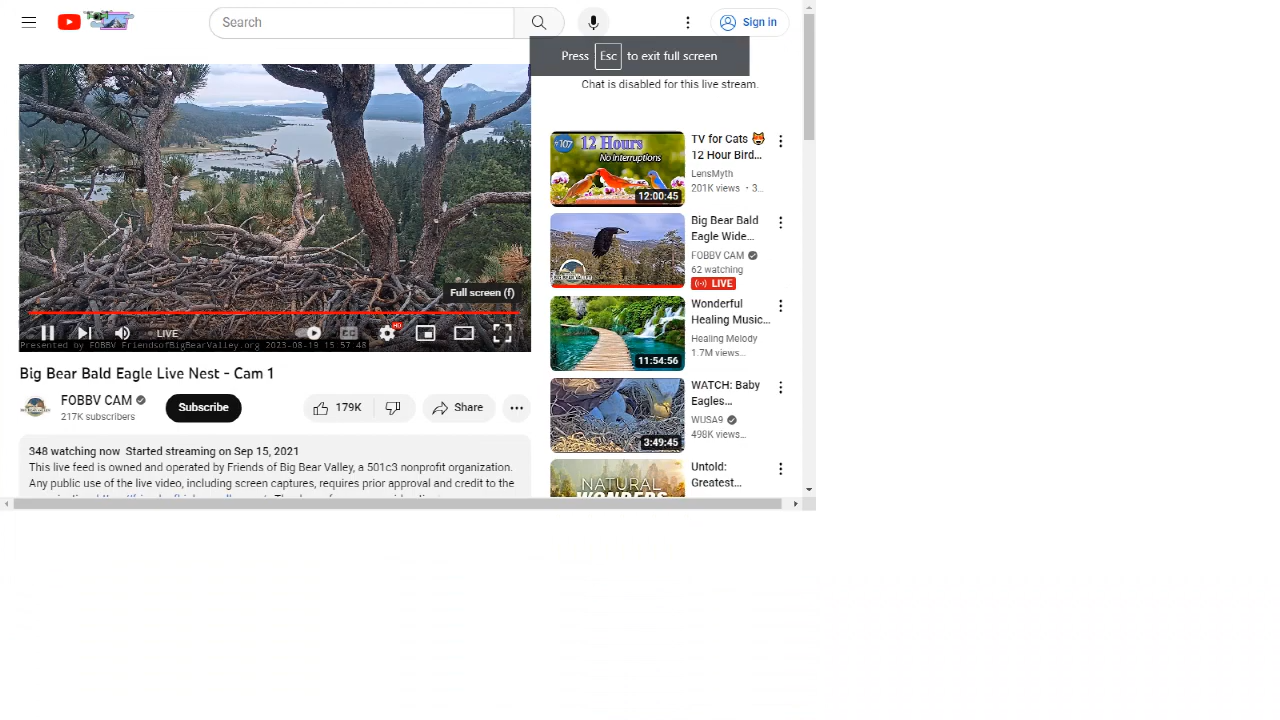 Search
Sign in
Press Esc to exit full screen
Chat is disabled for this live stream.
Full screen (f)
LIVE
CC
HD
Presented by FOBBV FriendsofBigBearValley.org 2023-08-19 15 57 48
Big Bear Bald Eagle Live Nest - Cam 1
FOBBV CAM
217K subscribers
Subscribe
179K
Share
348 watching now Started streaming on Sep 15, 2021
This live feed is owned and operated by Friends of Big Bear Valley, a 501c3 nonprofit organization.
Any public use of the live video, including screen captures, requires prior approval and credit to the
#107
12 Hours
No interruptions
12:00:45
TV for Cats 😺
12 Hour Bird...
LensMyth
201K views · 3...
Big Bear Bald
Eagle Wide...
FOBBV CAM
62 watching
LIVE
11:54:56
Wonderful
Healing Music...
Healing Melody
1.7M views...
3:49:45
WATCH: Baby
Eagles...
WUSA9
498K views...
NATURAL
WONDERS
Untold:
Greatest...